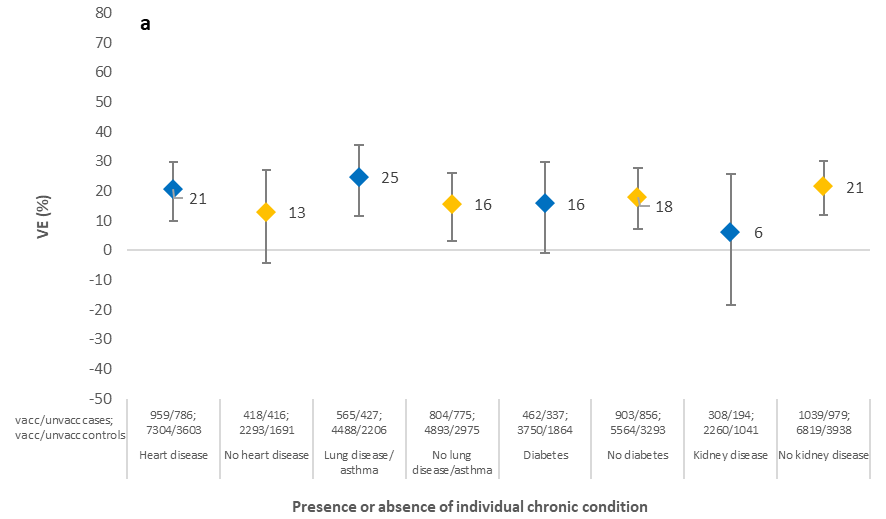 a
80
70
60
50
40
30
20
10
0
-10
-20
-30
-40
-50
VE (%)
21
13
25
16
16
18
6
21
vacc/unvacc cases;
vacc/unvacc controls
959/786;
7304/3603
Heart disease
418/416;
2293/1691
No heart disease
565/427;
4488/2206
Lung disease/
asthma
804/775;
4893/2975
No lung
disease/asthma
462/337;
3750/1864
Diabetes
903/856;
5564/3293
No diabetes
308/194;
2260/1041
Kidney disease
1039/979;
6819/3938
No kidney disease
Presence or absence of individual chronic condition